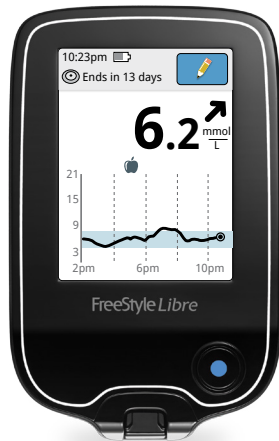 10:23pm
Ends in 13 days
6.2 mmol
L
21
15
9
3
2pm 6pm 10pm
FreeStyle Libre